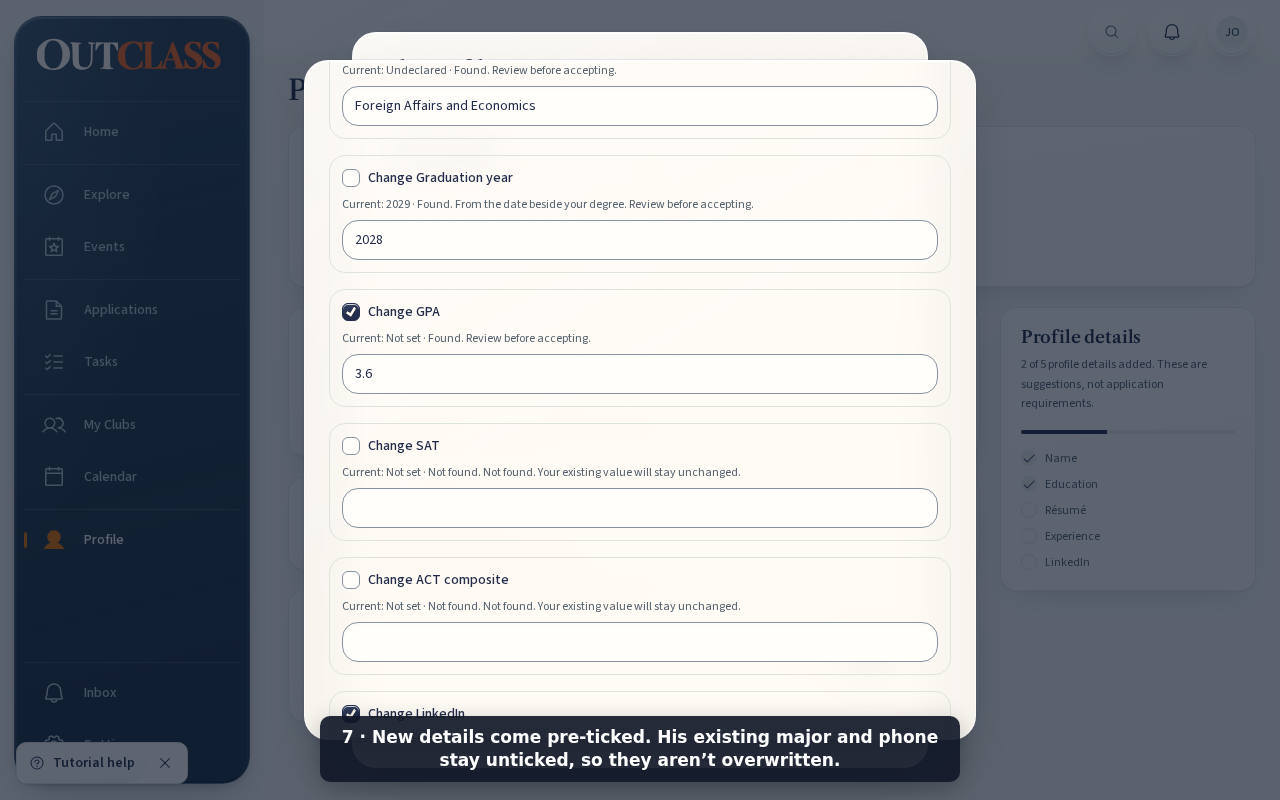 OUTCLASS
Home
Explore
Events
Applications
Tasks
My Clubs
Calendar
Profile
Inbox
Tutorial help
JO
P
Current: Undeclared · Found. Review before accepting.
Foreign Affairs and Economics
Change Graduation year
Current: 2029 · Found. From the date beside your degree. Review before accepting.
2028
Change GPA
Current: Not set · Found. Review before accepting.
3.6
Change SAT
Current: Not set · Not found. Not found. Your existing value will stay unchanged.
Change ACT composite
Current: Not set · Not found. Not found. Your existing value will stay unchanged.
Change LinkedIn
Profile details
2 of 5 profile details added. These are
suggestions, not application
requirements.
Name
Education
Résumé
Experience
LinkedIn
7 · New details come pre-ticked. His existing major and phone
stay unticked, so they aren’t overwritten.